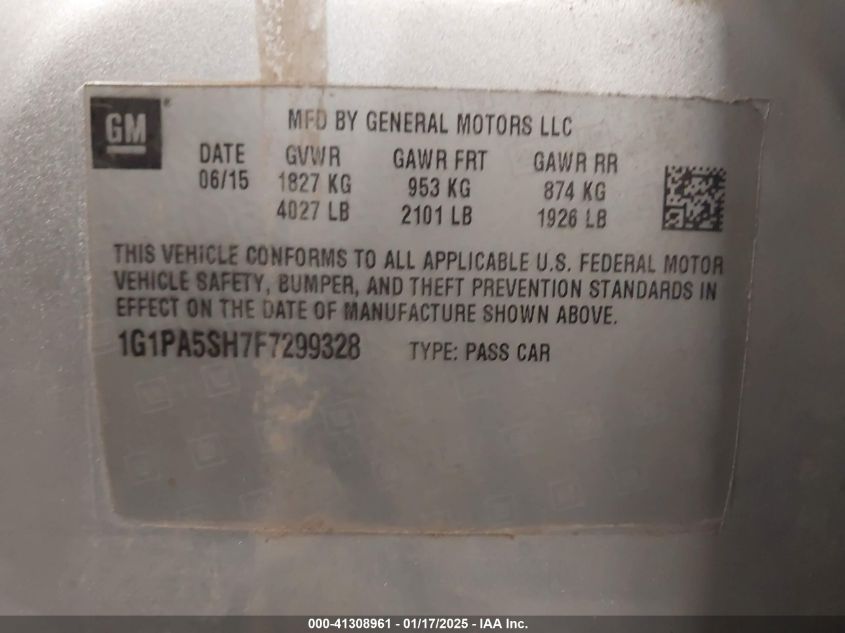 GM ®
MFD BY GENERAL MOTORS LLC
DATE GVWR GAWR FRT GAWR RR
06/15 1827 KG 953 KG 874 KG
4027 LB 2101 LB 1926 LB
THIS VEHICLE CONFORMS TO ALL APPLICABLE U.S. FEDERAL MOTOR
VEHICLE SAFETY, BUMPER, AND THEFT PREVENTION STANDARDS IN
EFFECT ON THE DATE OF MANUFACTURE SHOWN ABOVE.
1G1PA5SH7F7299328 TYPE: PASS CAR
000-41308961 - 01/17/2025 - IAA Inc.